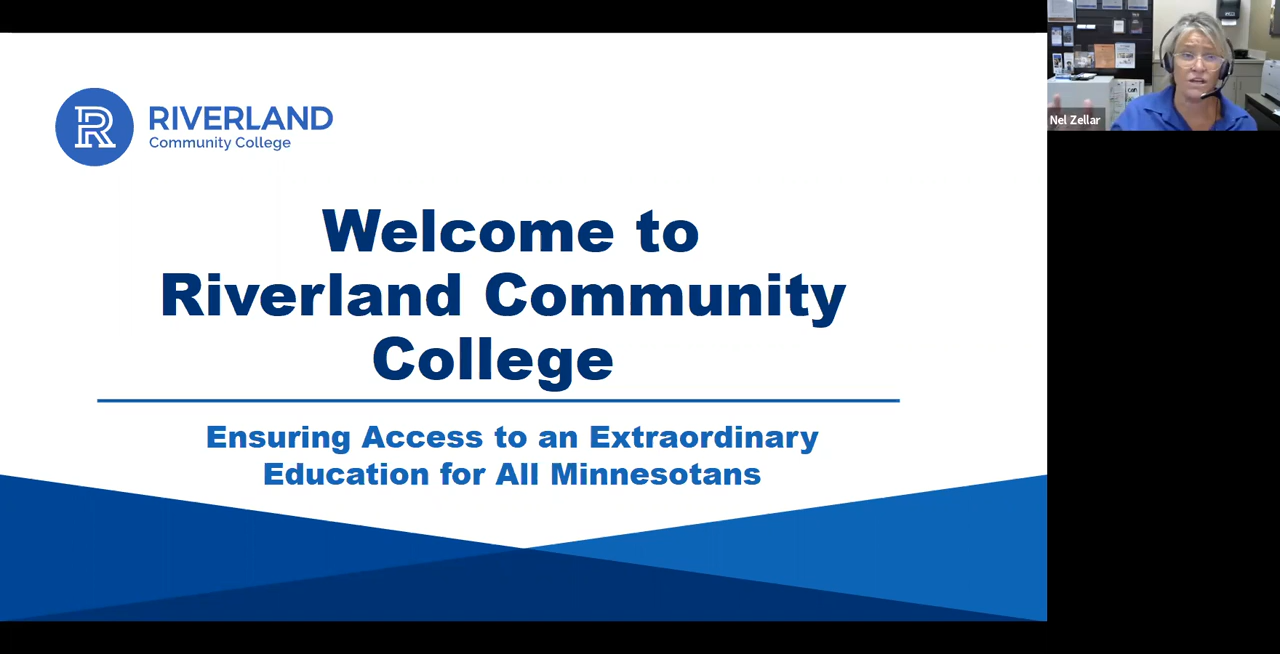 RIVERLAND
Community College
Nel Zellar
Welcome to
Riverland Community
College
Ensuring Access to an Extraordinary
Education for All Minnesotans